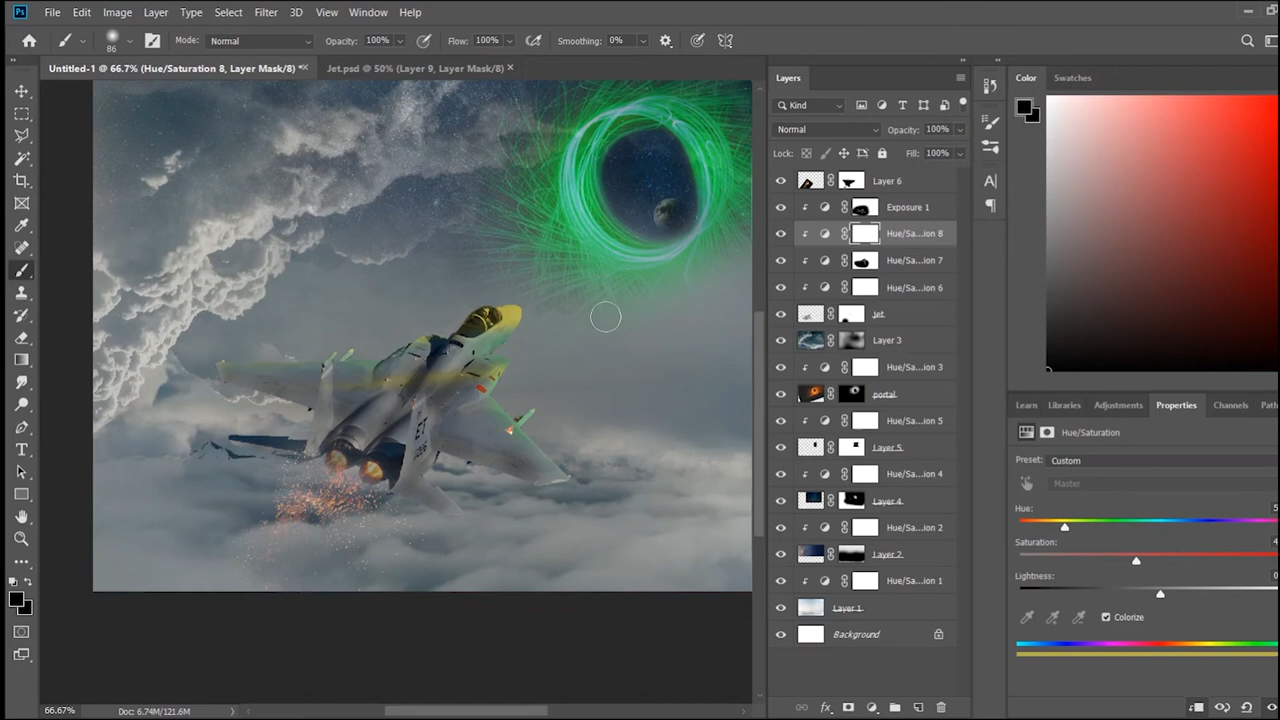 Ps File Edit Image Layer Type Select Filter 3D View Window Help
86 Mode: Normal Opacity: 100% Flow: 100% Smoothing: 0%
Untitled-1 @ 66.7% (Hue/Saturation 8, Layer Mask/8) * × Jet.psd @ 50% (Layer 9, Layer Mask/8) ×
Layers
Kind
Normal Opacity: 100%
Lock: Fill: 100%
Layer 6
Exposure 1
Hue/Sa...ion 8
Hue/Sa...ion 7
Hue/Sa...ion 6
jet
Layer 3
Hue/Sa...ion 3
portal
Hue/Sa...ion 5
Layer 5
Hue/Sa...ion 4
Layer 4
Hue/Sa...ion 2
Layer 2
Hue/Sa...ion 1
Layer 1
Background
Color Swatches
Learn Libraries Adjustments Properties Channels Pat
Hue/Saturation
Preset: Custom
Master
Hue: 5
Saturation: 4
Lightness: 0
Colorize
ET
66.67% Doc: 6.74M/121.6M